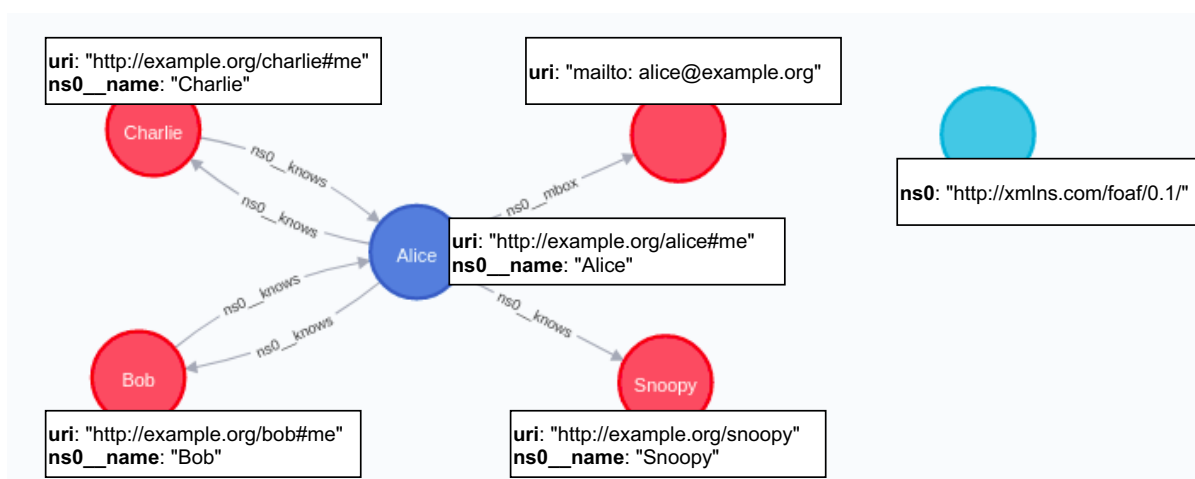 uri: "http://example.org/charlie#me"
ns0__name: "Charlie"
uri: "mailto: alice@example.org"
Charlie
ns0__knows
ns0__knows
ns0__mbox
ns0: "http://xmlns.com/foaf/0.1/"
Alice
uri: "http://example.org/alice#me"
ns0__name: "Alice"
ns0__knows
ns0__knows
ns0__knows
Bob
Snoopy
uri: "http://example.org/bob#me"
ns0__name: "Bob"
uri: "http://example.org/snoopy"
ns0__name: "Snoopy"